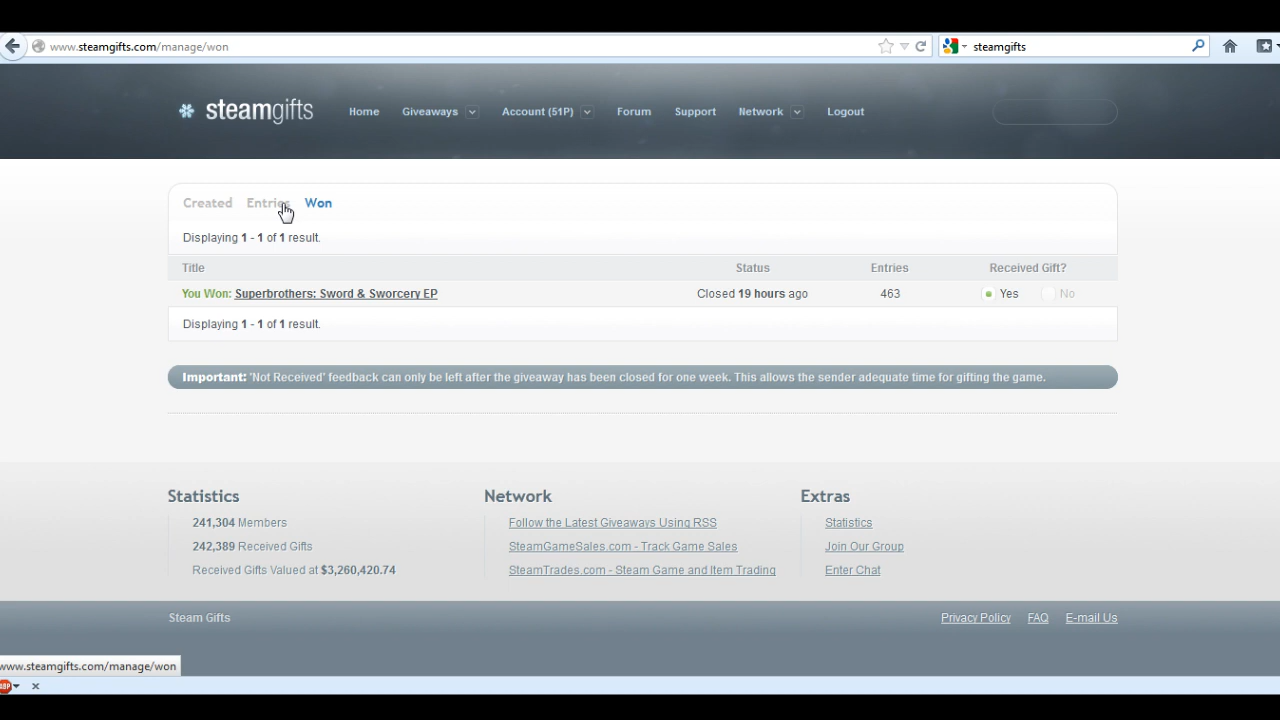 www.steamgifts.com/manage/won
steamgifts
steamgifts
Home
Giveaways
Account (51P)
Forum
Support
Network
Logout
Created
Entries
Won
Displaying 1 - 1 of 1 result.
Title
Status
Entries
Received Gift?
You Won: Superbrothers: Sword & Sworcery EP
Closed 19 hours ago
463
Yes
No
Displaying 1 - 1 of 1 result.
Important: 'Not Received' feedback can only be left after the giveaway has been closed for one week. This allows the sender adequate time for gifting the game.
Statistics
241,304 Members
242,389 Received Gifts
Received Gifts Valued at $3,260,420.74
Network
Follow the Latest Giveaways Using RSS
SteamGameSales.com - Track Game Sales
SteamTrades.com - Steam Game and Item Trading
Extras
Statistics
Join Our Group
Enter Chat
Steam Gifts
Privacy Policy
FAQ
E-mail Us
www.steamgifts.com/manage/won